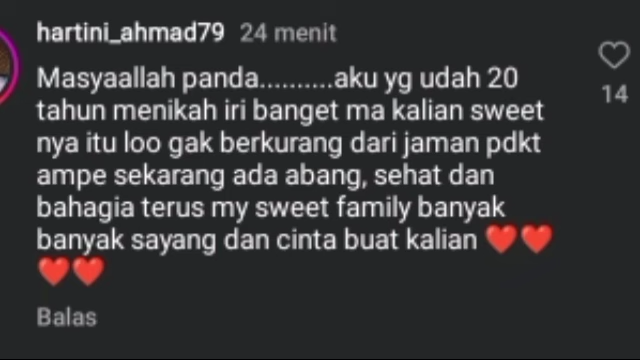 hartini_ahmad79 24 menit
Masyaallah panda..........aku yg udah 20
tahun menikah iri banget ma kalian sweet
nya itu loo gak berkurang dari jaman pdkt
ampe sekarang ada abang, sehat dan
bahagia terus my sweet family banyak
banyak sayang dan cinta buat kalian ❤️❤️
❤️❤️
14
Balas